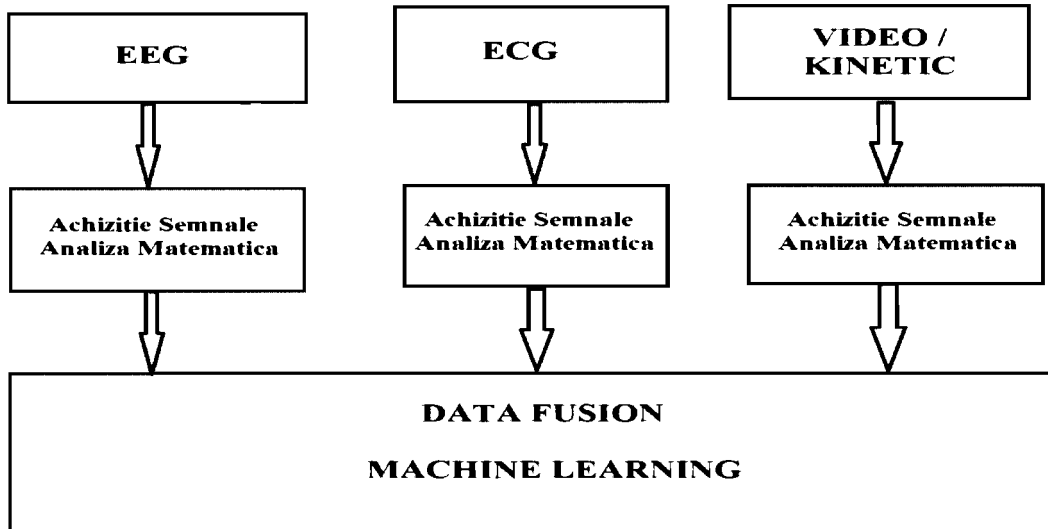 EEG
ECG
VIDEO /
KINETIC
Achizitie Semnale
Analiza Matematica
Achizitie Semnale
Analiza Matematica
Achizitie Semnale
Analiza Matematica
DATA FUSION
MACHINE LEARNING